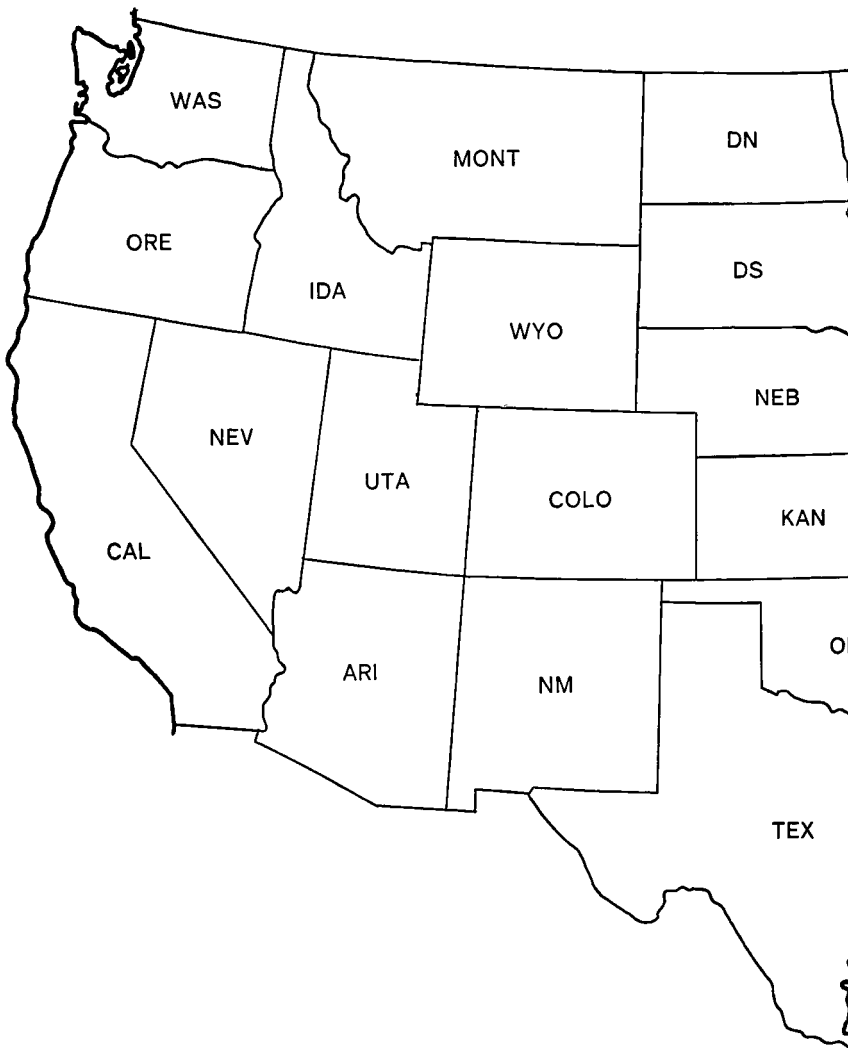 WAS
MONT
DN
ORE
IDA
DS
WYO
NEB
NEV
UTA
COLO
KAN
CAL
ARI
NM
TEX